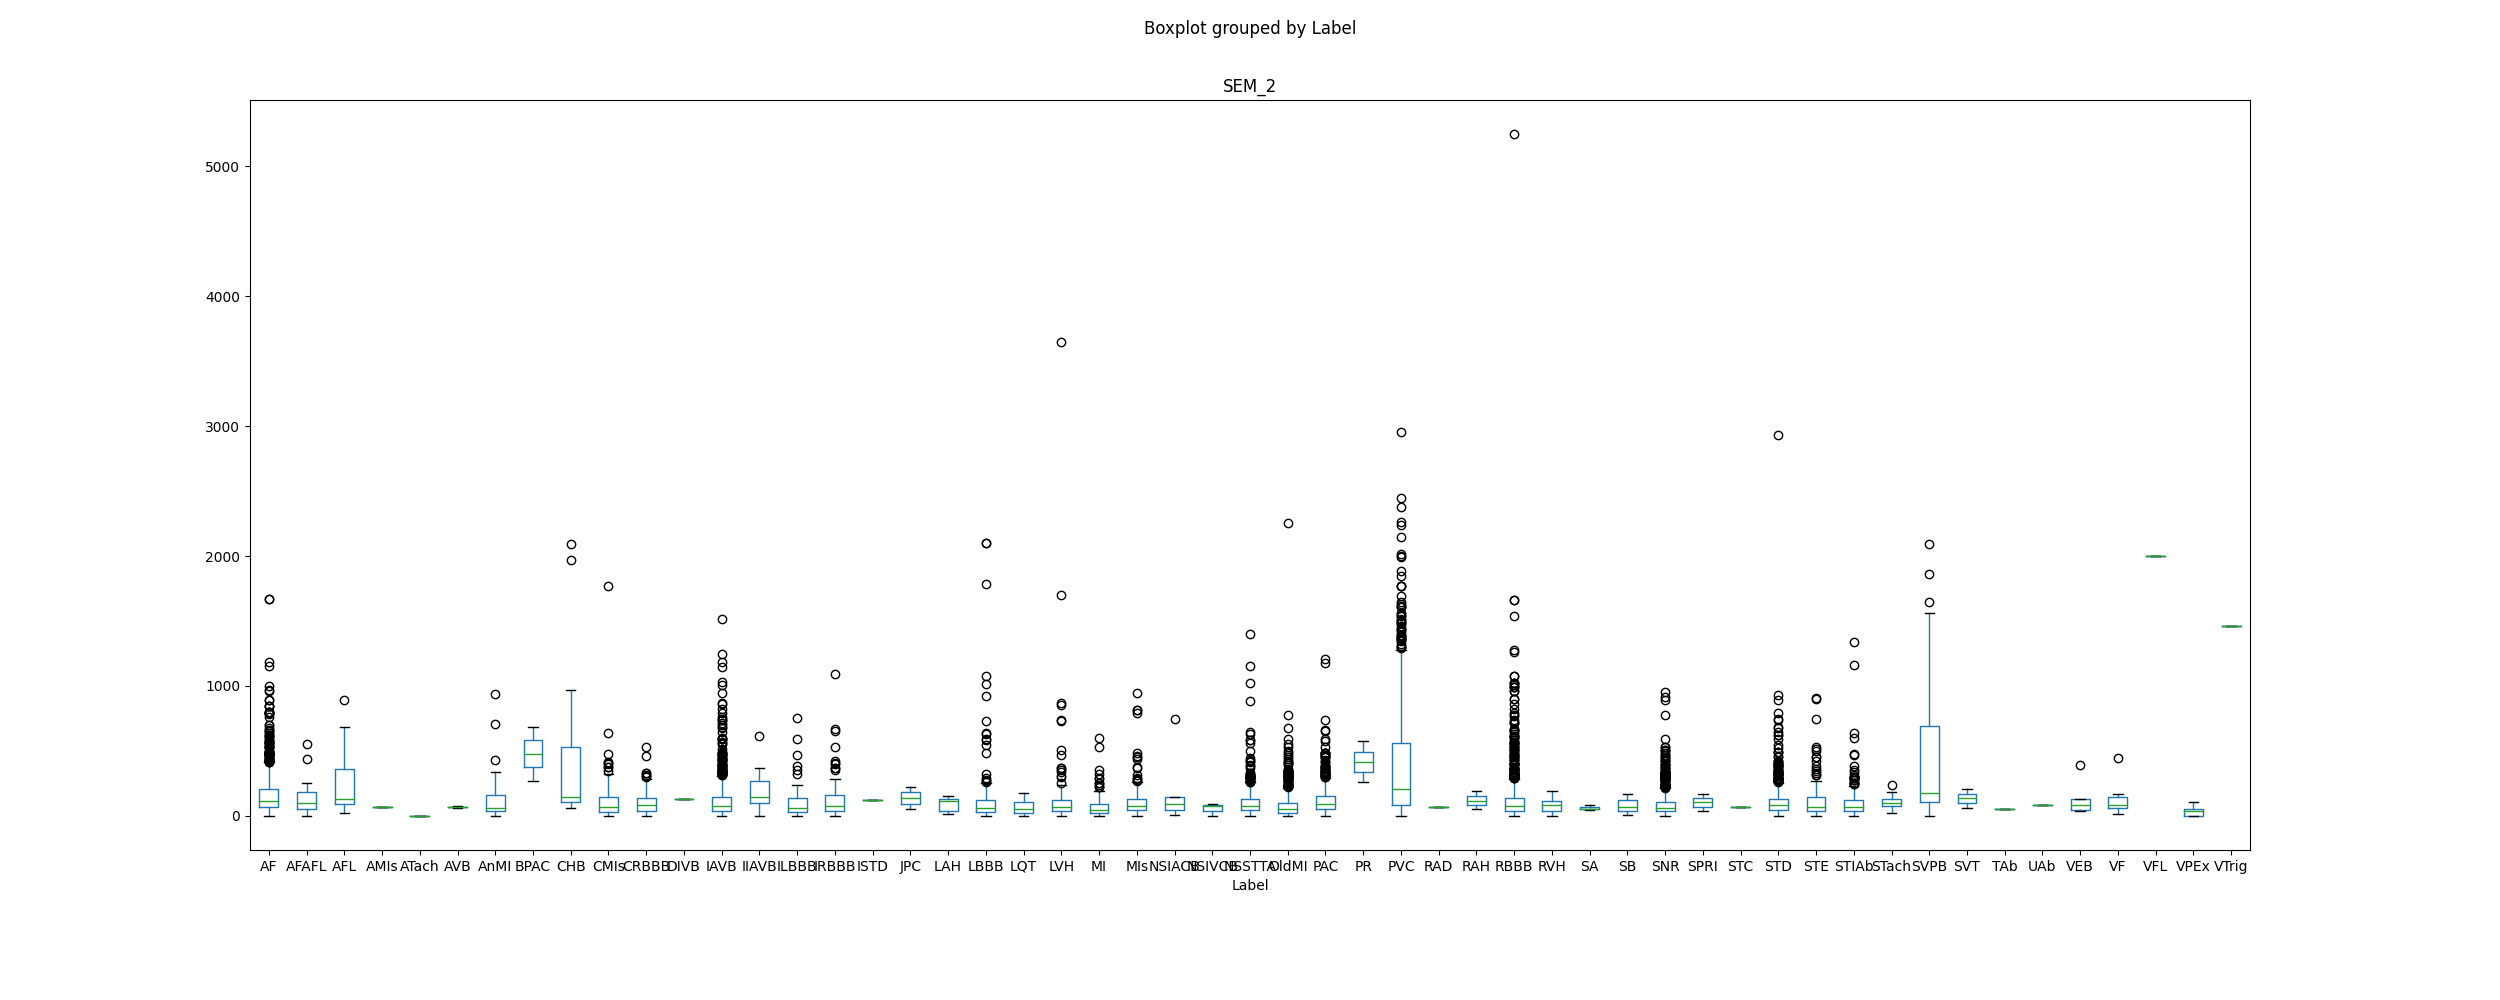 Boxplot grouped by Label
SEM_2
5000
4000
3000
2000
1000
0
AF AFAFL AFL AMIs ATach AVB AnMI BPAC CHB CMIs CRBBB DIVB IAVB IIAVB ILBBB IRBBB ISTD JPC LAH LBBB LQT LVH MI MIs NSIACB NSIVCB NSSTTA OldMI PAC PR PVC RAD RAH RBBB RVH SA SB SNR SPRI STC STD STE STIAb STach SVPB SVT TAb UAb VEB VF VFL VPEx VTrig
Label